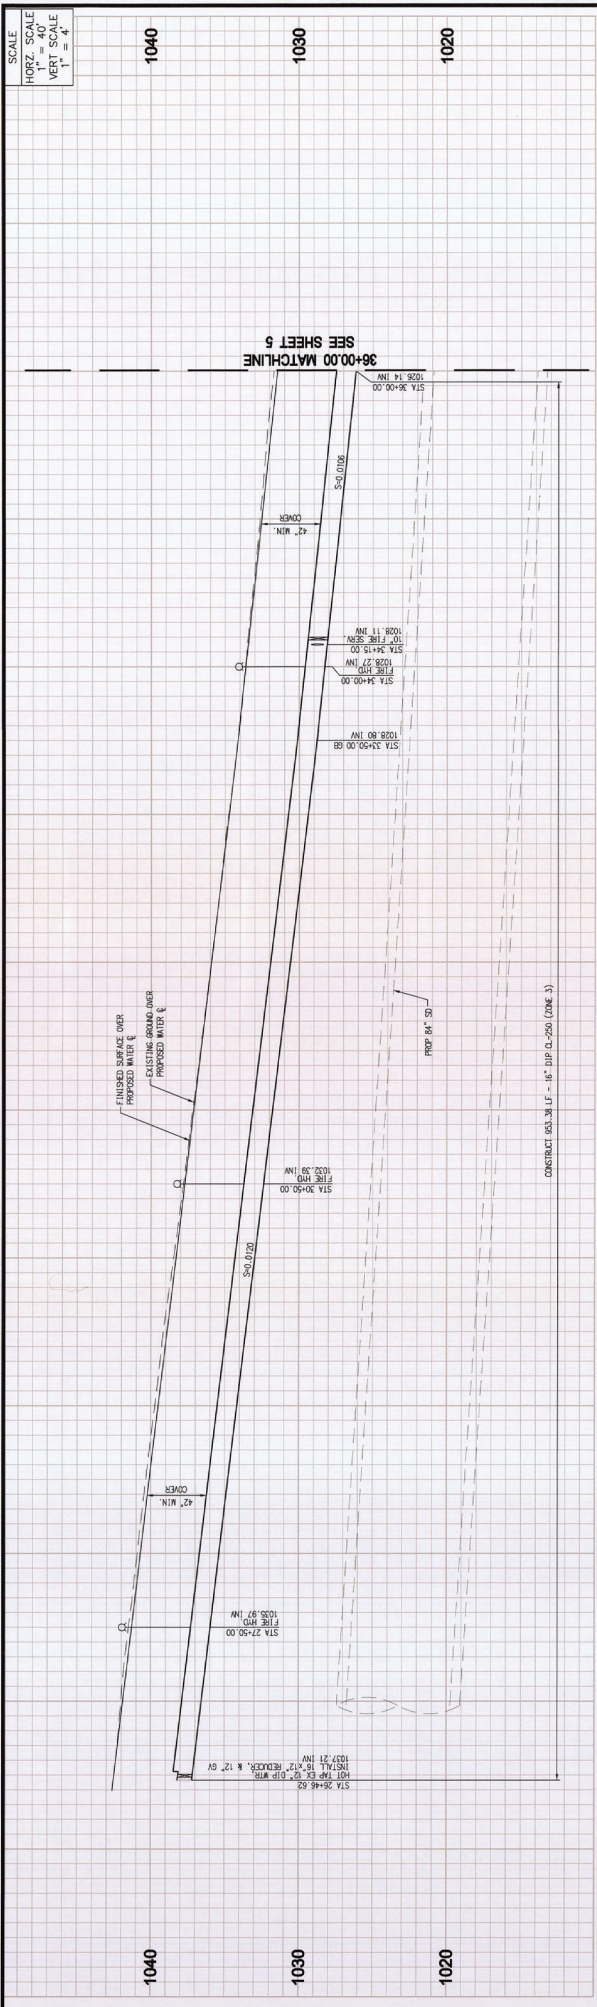 SCALE
HORZ. SCALE
1" = 40'
VERT SCALE
1" = 4'
1040
1030
1020
36+00.00 MATCHLINE
SEE SHEET 5
STA 36+00.00
1026.14 INV
S=0.0106
42" MIN.
COVER
STA 34+15.00
10" FIRE SERV.
1028.11 INV
STA 34+00.00
FIRE HYD.
1028.27 INV
STA 33+50.00 GB
1028.80 INV
FINISHED SURFACE OVER
PROPOSED WATER ℄
EXISTING GROUND OVER
PROPOSED WATER ℄
PROP 84" SD
CONSTRUCT 953.38 LF - 16" DIP CL-250 (ZONE 3)
STA 30+50.00
FIRE HYD.
1032.39 INV
S=0.0120
42" MIN.
COVER
STA 27+50.00
FIRE HYD.
1035.97 INV
STA 26+46.62
HOT TAP EX 12" DIP WTR,
INSTALL 16"x12" REDUCER, & 12" GV
1037.21 INV
1040
1030
1020